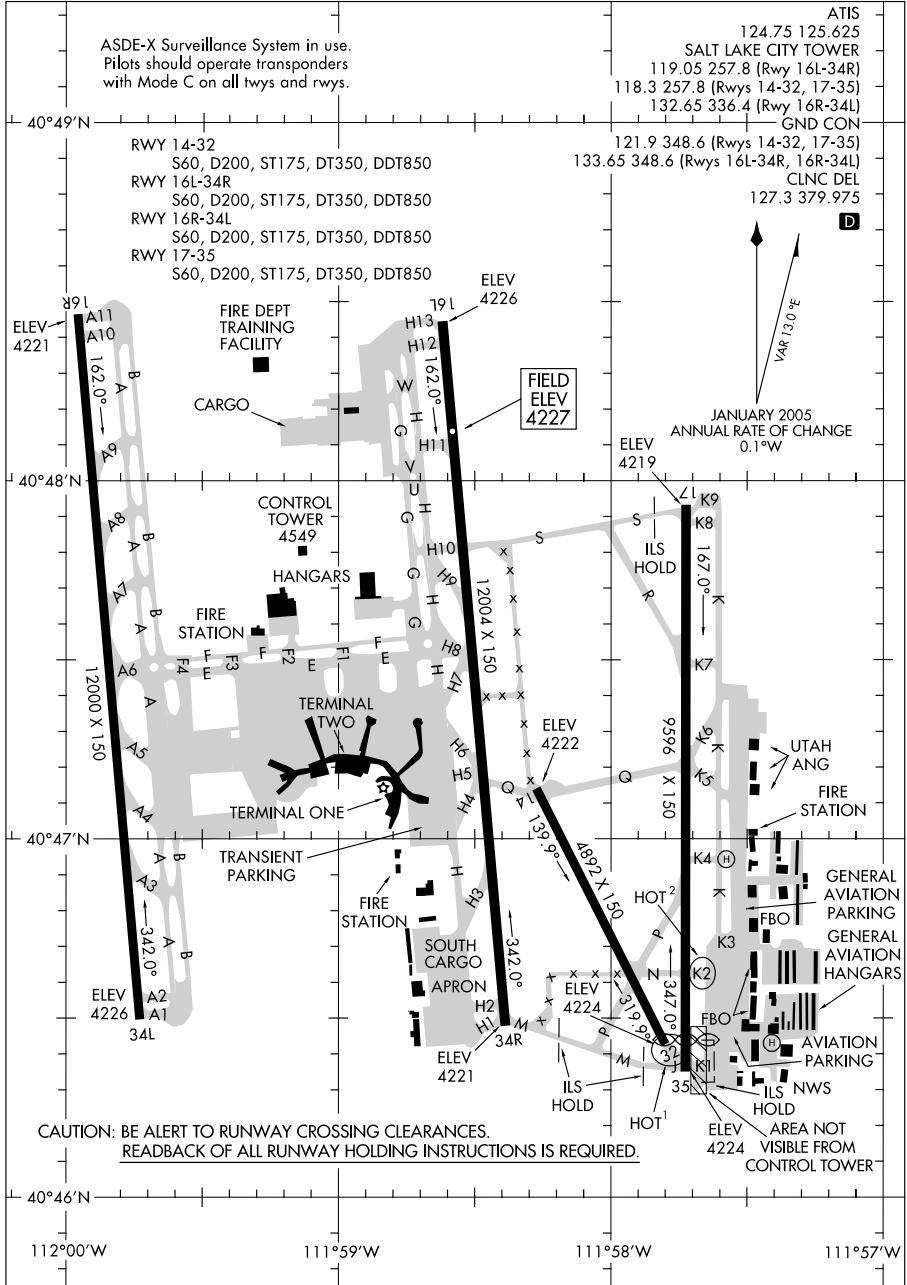 ASDE-X Surveillance System in use.
Pilots should operate transponders
with Mode C on all twys and rwys.
ATIS
124.75 125.625
SALT LAKE CITY TOWER
119.05 257.8 (Rwy 16L-34R)
118.3 257.8 (Rwys 14-32, 17-35)
132.65 336.4 (Rwy 16R-34L)
GND CON
121.9 348.6 (Rwys 14-32, 17-35)
133.65 348.6 (Rwys 16L-34R, 16R-34L)
CLNC DEL
127.3 379.975
D
40°49'N
RWY 14-32
S60, D200, ST175, DT350, DDT850
RWY 16L-34R
S60, D200, ST175, DT350, DDT850
RWY 16R-34L
S60, D200, ST175, DT350, DDT850
RWY 17-35
S60, D200, ST175, DT350, DDT850
VAR 13.0 °E
JANUARY 2005
ANNUAL RATE OF CHANGE
0.1°W
16R
ELEV
4221
A11
A10
162.0°
B
A
A9
FIRE DEPT
TRAINING
FACILITY
CARGO
16L
ELEV
4226
H13
H12
162.0°
W
H
G
H11
FIELD
ELEV
4227
V
U
H
G
G
ELEV
4219
17
K9
K8
167.0°
40°48'N
A8
B
A
A7
B
A
CONTROL
TOWER
4549
HANGARS
FIRE
STATION
H10
H9
G
H
G
H8
S
ILS
HOLD
R
K
K7
12000 X 150
12004 X 150
9596 X 150
A6
F4
F
E
F3
F
F2
E
F1
F
E
H
H7
A
A5
A4
TERMINAL
TWO
TERMINAL ONE
H6
H5
H4
Q
ELEV
4222
14
139.9°
Q
K6
K
K
K5
UTAH
ANG
FIRE
STATION
40°47'N
B
A
A3
TRANSIENT
PARKING
FIRE
STATION
H
H3
4892 X 150
K4
H
K
HOT 2
P
K3
FBO
GENERAL
AVIATION
PARKING
GENERAL
AVIATION
HANGARS
342.0°
A
B
SOUTH
CARGO
APRON
342.0°
N
K2
347.0°
319.9°
FBO
ELEV
4226
A2
A1
34L
H2
H1
34R
M
ELEV
4221
ELEV
4224
P
M
32
K1
J
35
H
AVIATION
PARKING
NWS
ILS
HOLD
HOT 1
ILS
HOLD
ELEV
4224
AREA NOT
VISIBLE FROM
CONTROL TOWER
CAUTION: BE ALERT TO RUNWAY CROSSING CLEARANCES.
READBACK OF ALL RUNWAY HOLDING INSTRUCTIONS IS REQUIRED.
40°46'N
112°00'W
111°59'W
111°58'W
111°57'W